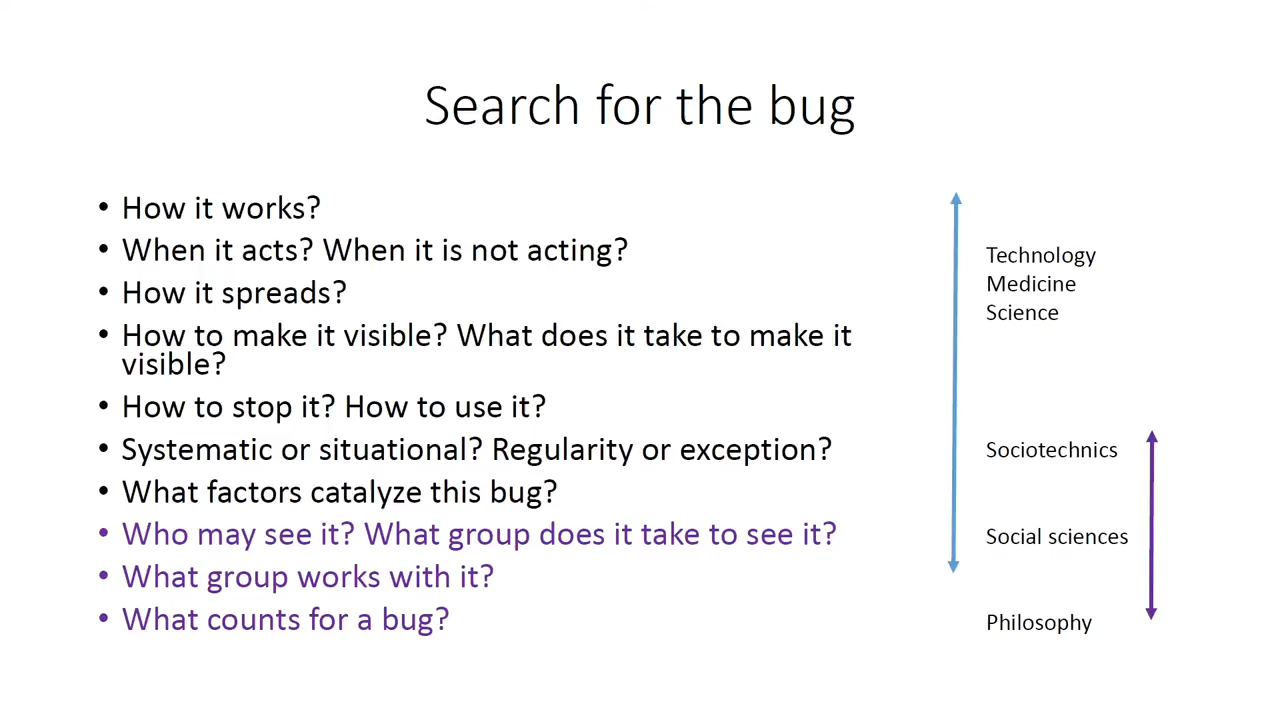 Search for the bug
• How it works?
• When it acts? When it is not acting?
• How it spreads?
• How to make it visible? What does it take to make it
visible?
• How to stop it? How to use it?
• Systematic or situational? Regularity or exception?
• What factors catalyze this bug?
• Who may see it? What group does it take to see it?
• What group works with it?
• What counts for a bug?
Technology
Medicine
Science
Sociotechnics
Social sciences
Philosophy